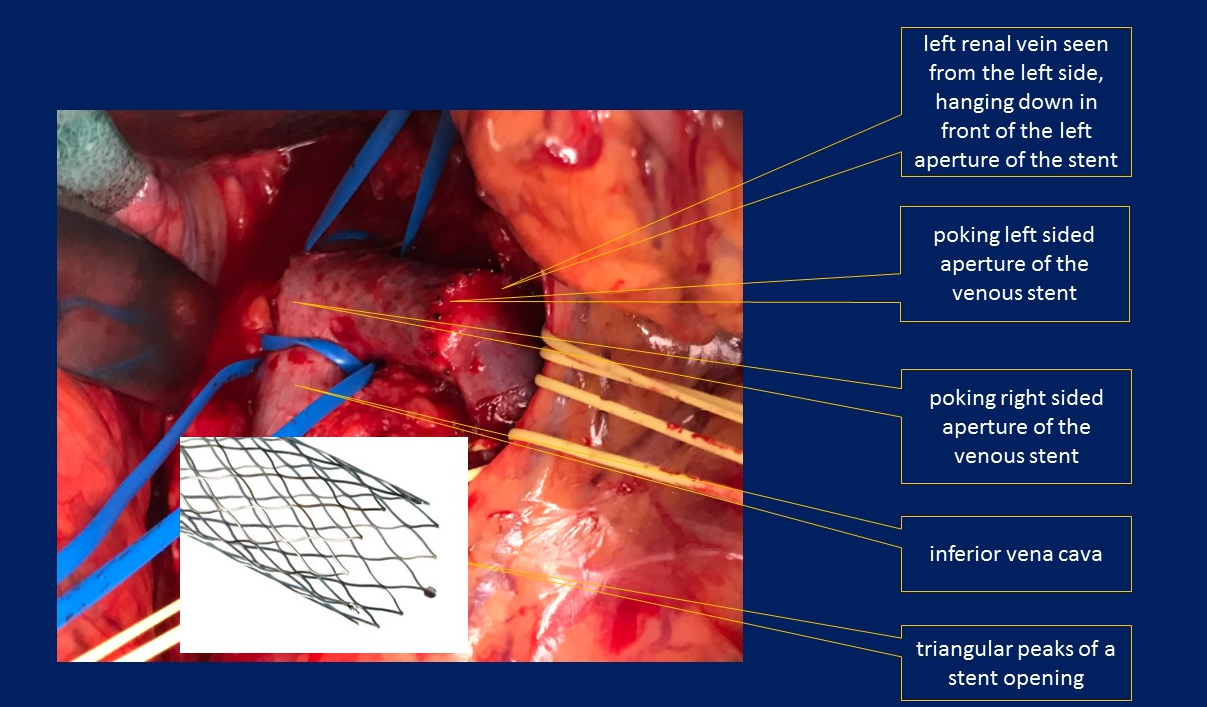 left renal vein seen
from the left side,
hanging down in
front of the left
aperture of the stent
poking left sided
aperture of the
venous stent
poking right sided
aperture of the
venous stent
inferior vena cava
triangular peaks of a
stent opening